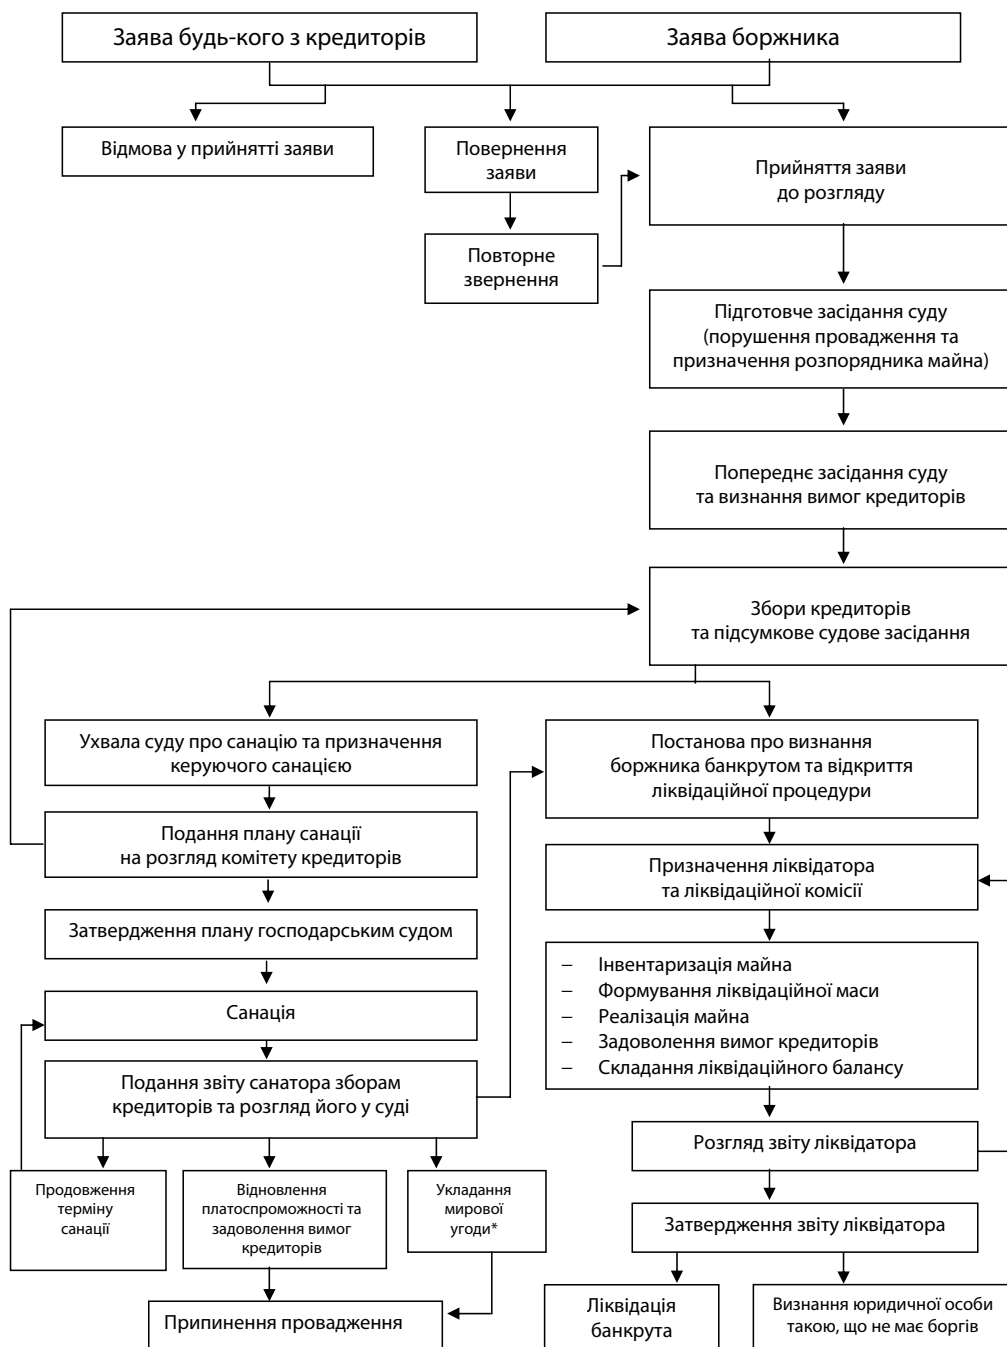 Заява будь-кого з кредиторів
Заява боржника
Відмова у прийнятті заяви
Повернення
заяви
Прийняття заяви
до розгляду
Повторне
звернення
Підготовче засідання суду
(порушення провадження та
призначення розпорядника майна)
Попереднє засідання суду
та визнання вимог кредиторів
Збори кредиторів
та підсумкове судове засідання
Ухвала суду про санацію та призначення
керуючого санацією
Постанова про визнання
боржника банкрутом та відкриття
ліквідаційної процедури
Подання плану санації
на розгляд комітету кредиторів
Призначення ліквідатора
та ліквідаційної комісії
Затвердження плану господарським судом
– Інвентаризація майна
– Формування ліквідаційної маси
– Реалізація майна
– Задоволення вимог кредиторів
– Складання ліквідаційного балансу
Санація
Подання звіту санатора зборам
кредиторів та розгляд його у суді
Розгляд звіту ліквідатора
Продовження
терміну
санації
Відновлення
платоспроможності та
задоволення вимог
кредиторів
Укладання
мирової
угоди*
Затвердження звіту ліквідатора
Припинення провадження
Ліквідація
банкрута
Визнання юридичної особи
такою, що не має боргів